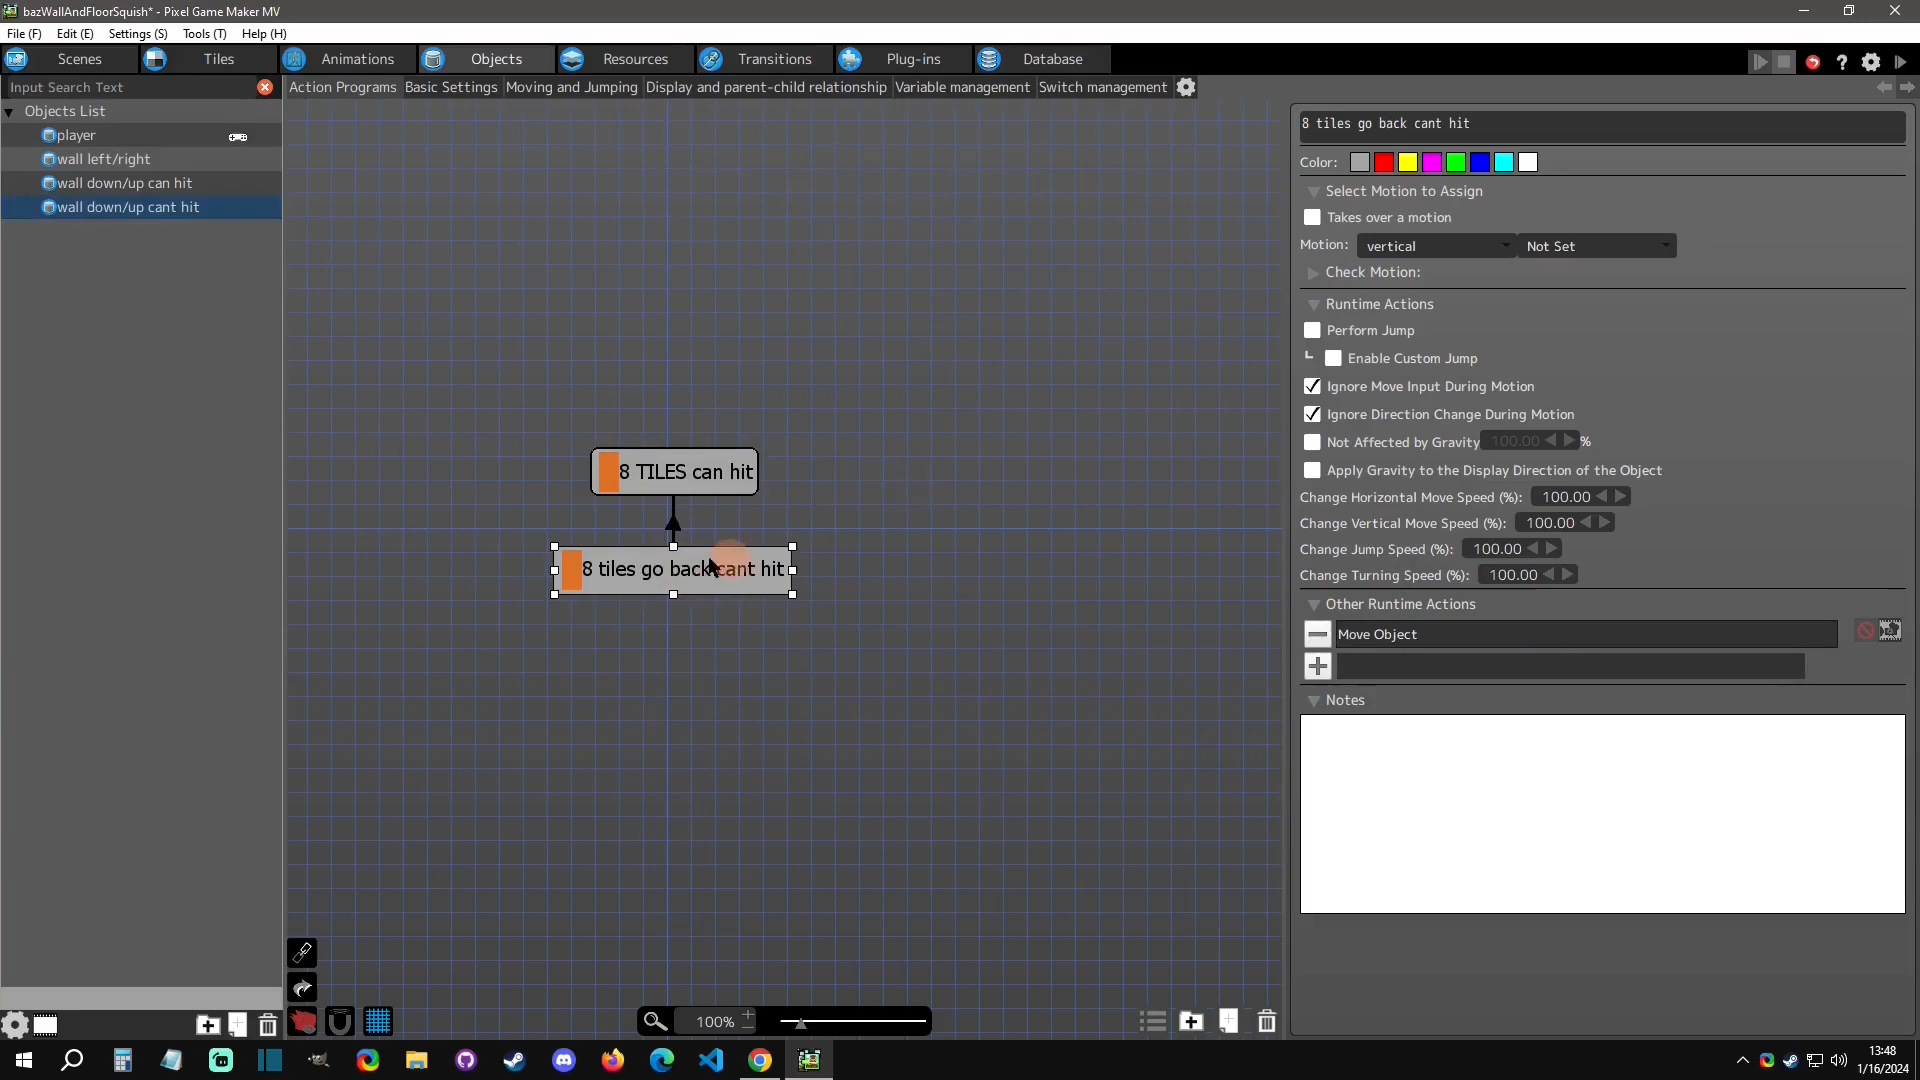 bazWallAndFloorSquish* - Pixel Game Maker MV
File (F) Edit (E) Settings (S) Tools (T) Help (H)
Scenes Tiles Animations Objects Resources Transitions Plug-ins Database
Input Search Text
Action Programs Basic Settings Moving and Jumping Display and parent-child relationship Variable management Switch management
Objects List
player
wall left/right
wall down/up can hit
wall down/up cant hit
8 TILES can hit
8 tiles go back cant hit
100%
8 tiles go back cant hit
Color:
Select Motion to Assign
Takes over a motion
Motion: vertical Not Set
Check Motion:
Runtime Actions
Perform Jump
Enable Custom Jump
Ignore Move Input During Motion
Ignore Direction Change During Motion
Not Affected by Gravity 100.00 %
Apply Gravity to the Display Direction of the Object
Change Horizontal Move Speed (%): 100.00
Change Vertical Move Speed (%): 100.00
Change Jump Speed (%): 100.00
Change Turning Speed (%): 100.00
Other Runtime Actions
Move Object
Notes
13:48
1/16/2024